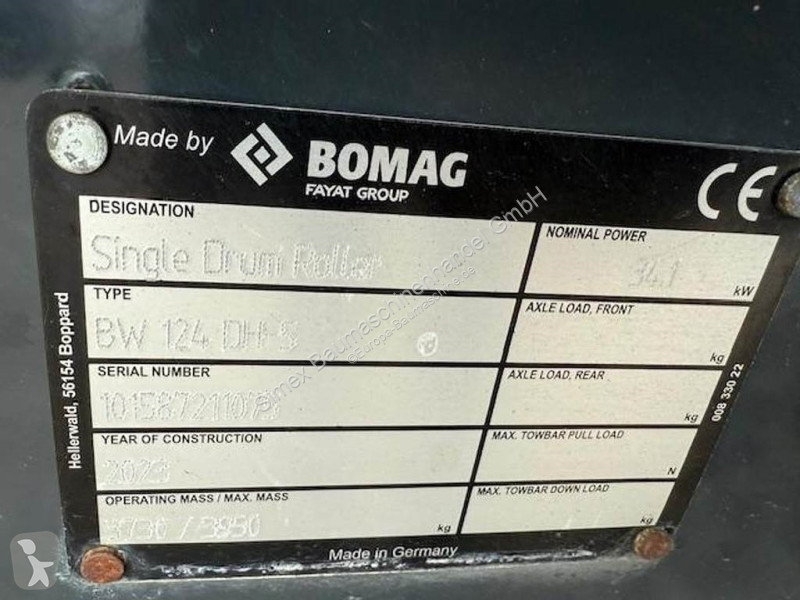 Made by BOMAG
FAYAT GROUP
CE
DESIGNATION
Single Drum Roller
NOMINAL POWER
34.1 kW
TYPE
BW 124 DH-5
AXLE LOAD, FRONT
kg
SERIAL NUMBER
AXLE LOAD, REAR
kg
YEAR OF CONSTRUCTION
2023
MAX. TOWBAR PULL LOAD
N
OPERATING MASS / MAX. MASS
kg
MAX. TOWBAR DOWN LOAD
kg
Made in Germany
Hellerwald, 56154 Boppard
008 330 22